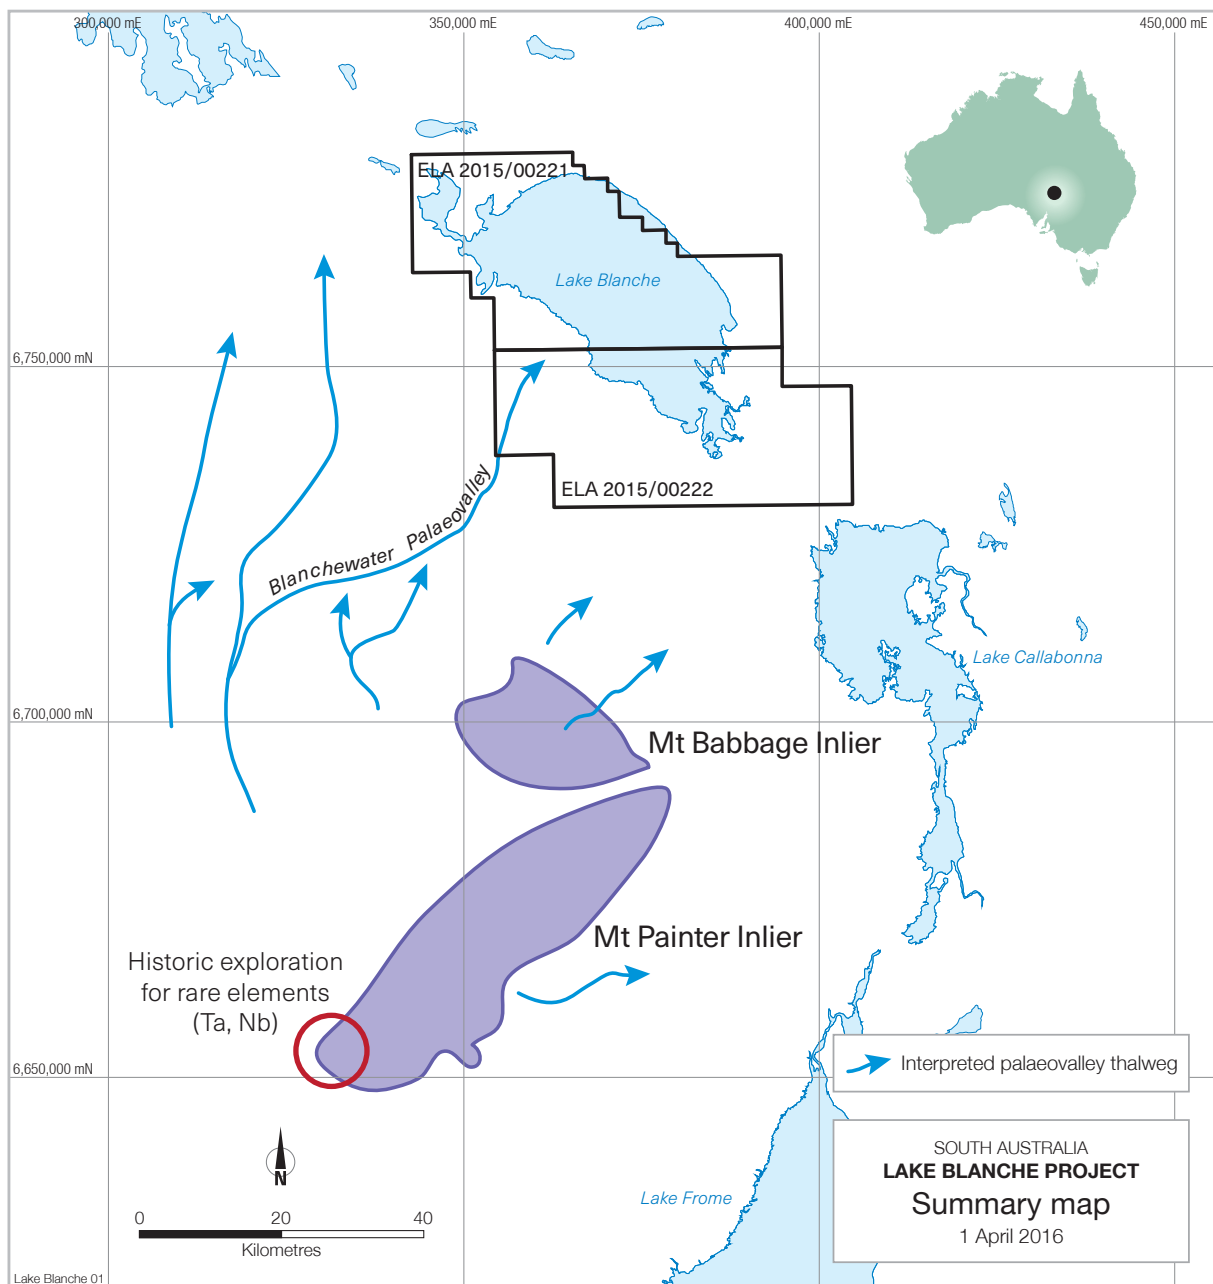 300,000 mE
350,000 mE
400,000 mE
450,000 mE
ELA 2015/00221
Lake Blanche
6,750,000 mN
ELA 2015/00222
Blanchewater Palaeovalley
Lake Callabonna
6,700,000 mN
Mt Babbage Inlier
Mt Painter Inlier
Historic exploration
for rare elements
(Ta, Nb)
6,650,000 mN
Interpreted palaeovalley thalweg
N
SOUTH AUSTRALIA
LAKE BLANCHE PROJECT
Summary map
1 April 2016
Lake Frome
0 20 40
Kilometres
Lake Blanche 01